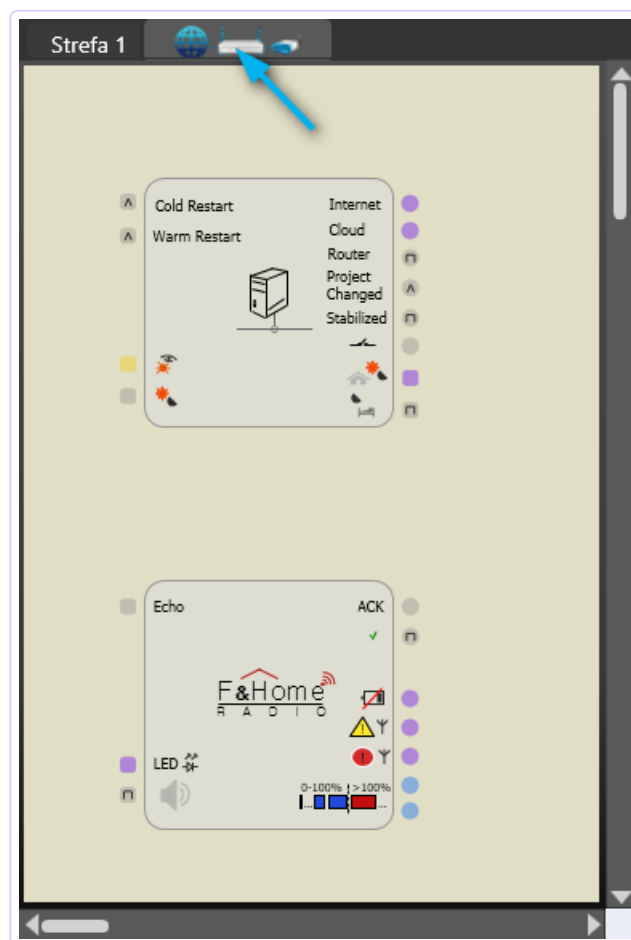 Strefa 1
Cold Restart
Warm Restart
Internet
Cloud
Router
Project
Changed
Stabilized
Echo
ACK
F&Home
RADIO
LED
0-100% >100%
... ...